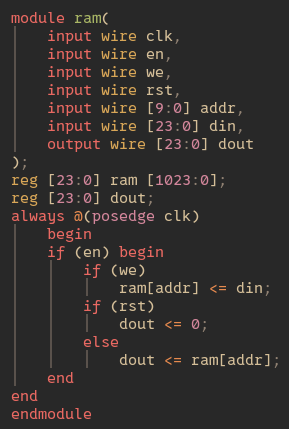 module ram(
    input wire clk,
    input wire en,
    input wire we,
    input wire rst,
    input wire [9:0] addr,
    input wire [23:0] din,
    output wire [23:0] dout
);
reg [23:0] ram [1023:0];
reg [23:0] dout;
always @(posedge clk)
    begin
    if (en) begin
        if (we)
            ram[addr] <= din;
        if (rst)
            dout <= 0;
        else
            dout <= ram[addr];
    end
end
endmodule